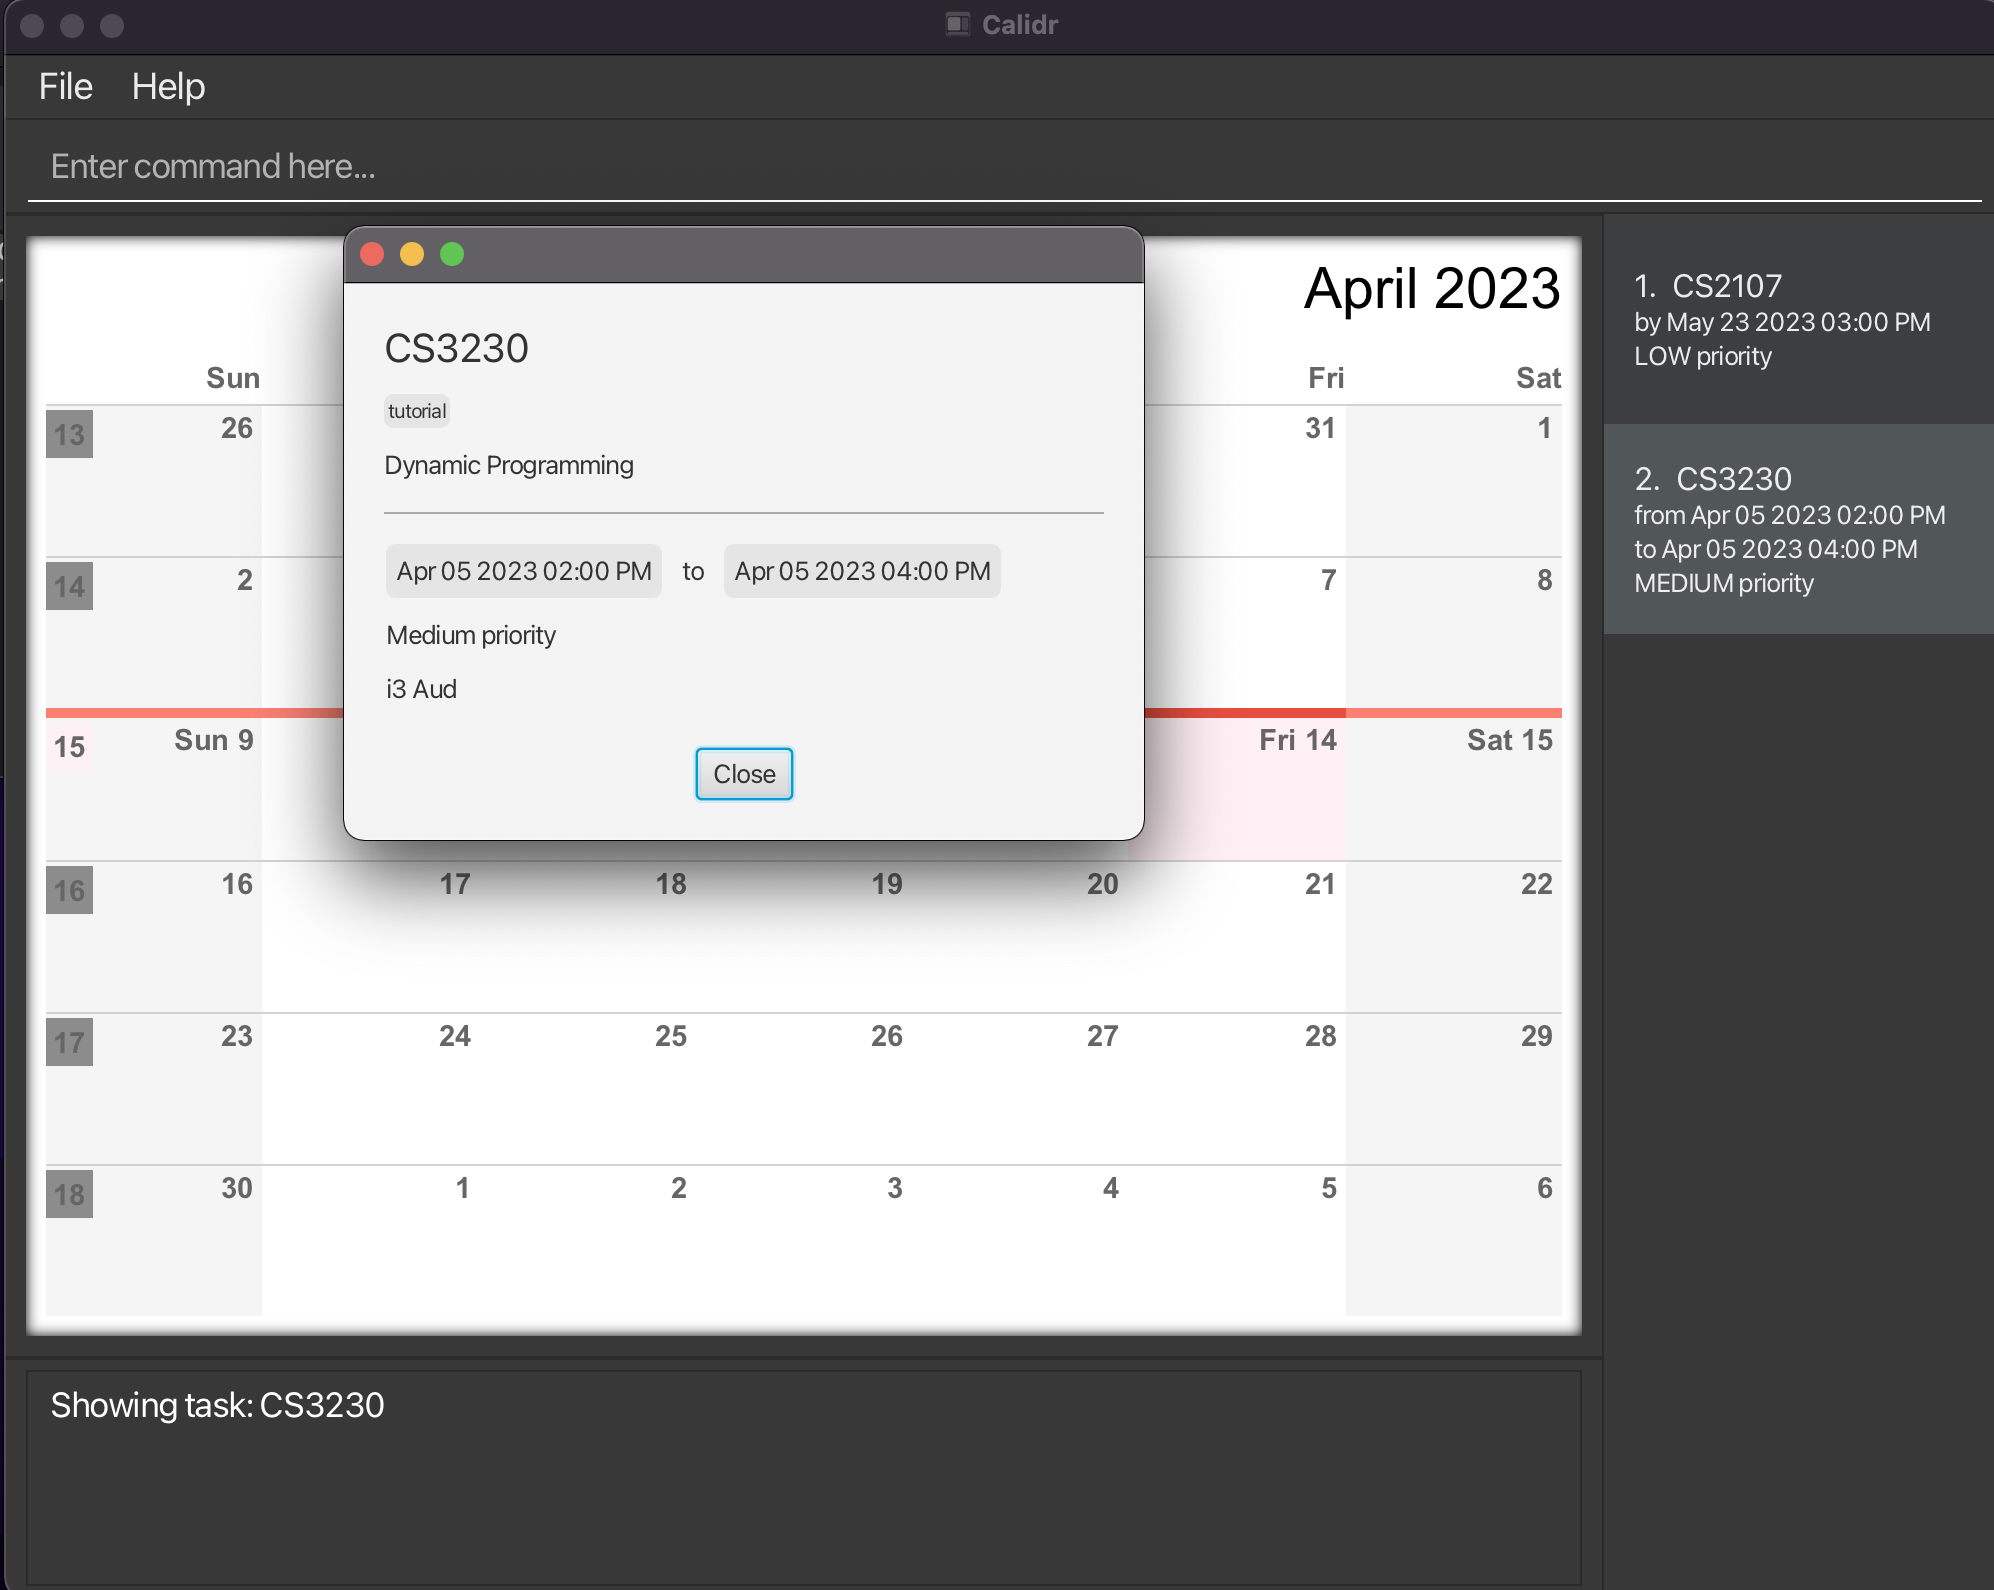 Calidr
File Help
Enter command here...
April 2023
Sun Fri Sat
13 26 31 1
14 2 7 8
15 Sun 9 Fri 14 Sat 15
16 16 17 18 19 20 21 22
17 23 24 25 26 27 28 29
18 30 1 2 3 4 5 6
CS3230
tutorial
Dynamic Programming
Apr 05 2023 02:00 PM to Apr 05 2023 04:00 PM
Medium priority
i3 Aud
Close
1. CS2107
by May 23 2023 03:00 PM
LOW priority
2. CS3230
from Apr 05 2023 02:00 PM
to Apr 05 2023 04:00 PM
MEDIUM priority
Showing task: CS3230